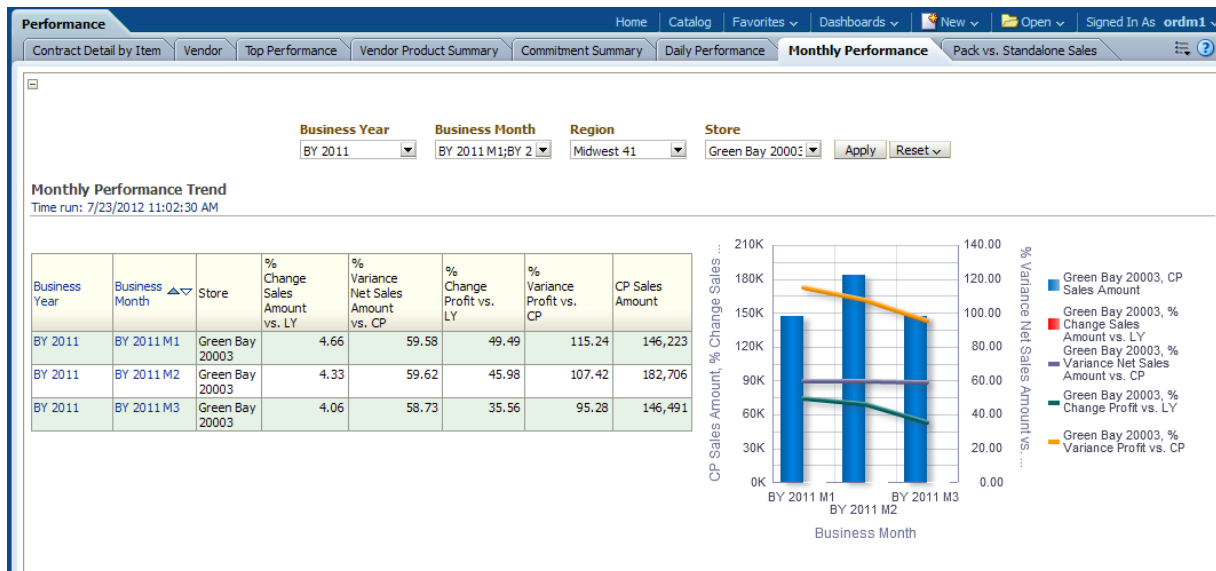 Performance
Home Catalog Favorites Dashboards New Open Signed In As ordm1
Contract Detail by Item Vendor Top Performance Vendor Product Summary Commitment Summary Daily Performance Monthly Performance Pack vs. Standalone Sales
Business Year Business Month Region Store
BY 2011 BY 2011 M1;BY 2 Midwest 41 Green Bay 20003 Apply Reset
Monthly Performance Trend
Time run: 7/23/2012 11:02:30 AM
Business Year Business Month Store % Change Sales Amount vs. LY % Variance Net Sales Amount vs. CP % Change Profit vs. LY % Variance Profit vs. CP CP Sales Amount
BY 2011 BY 2011 M1 Green Bay 20003 4.66 59.58 49.49 115.24 146,223
BY 2011 BY 2011 M2 Green Bay 20003 4.33 59.62 45.98 107.42 182,706
BY 2011 BY 2011 M3 Green Bay 20003 4.06 58.73 35.56 95.28 146,491
CP Sales Amount, % Change Sales ...
210K
180K
150K
120K
90K
60K
30K
0K
140.00
120.00
100.00
80.00
60.00
40.00
20.00
0.00
% Variance Net Sales Amount vs. ...
BY 2011 M1
BY 2011 M2
BY 2011 M3
Business Month
Green Bay 20003, CP
Sales Amount
Green Bay 20003, %
Change Sales
Amount vs. LY
Green Bay 20003, %
Variance Net Sales
Amount vs. CP
Green Bay 20003, %
Change Profit vs. LY
Green Bay 20003, %
Variance Profit vs. CP